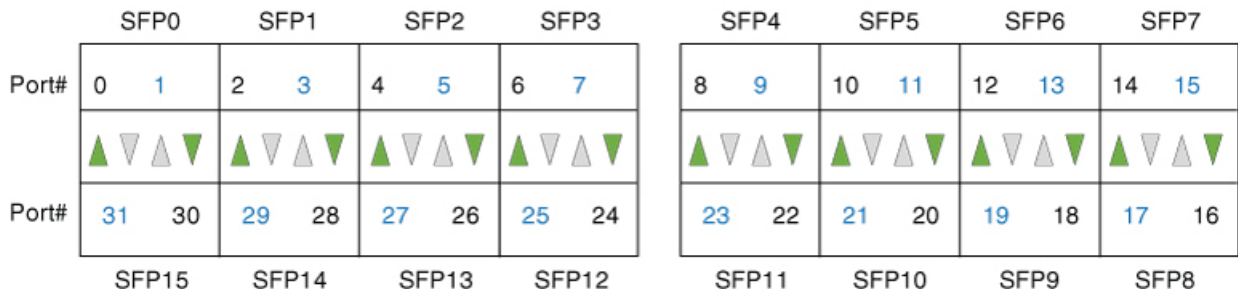 SFP0 SFP1 SFP2 SFP3 SFP4 SFP5 SFP6 SFP7
Port# 0 1 2 3 4 5 6 7 8 9 10 11 12 13 14 15
Port# 31 30 29 28 27 26 25 24 23 22 21 20 19 18 17 16
SFP15 SFP14 SFP13 SFP12 SFP11 SFP10 SFP9 SFP8